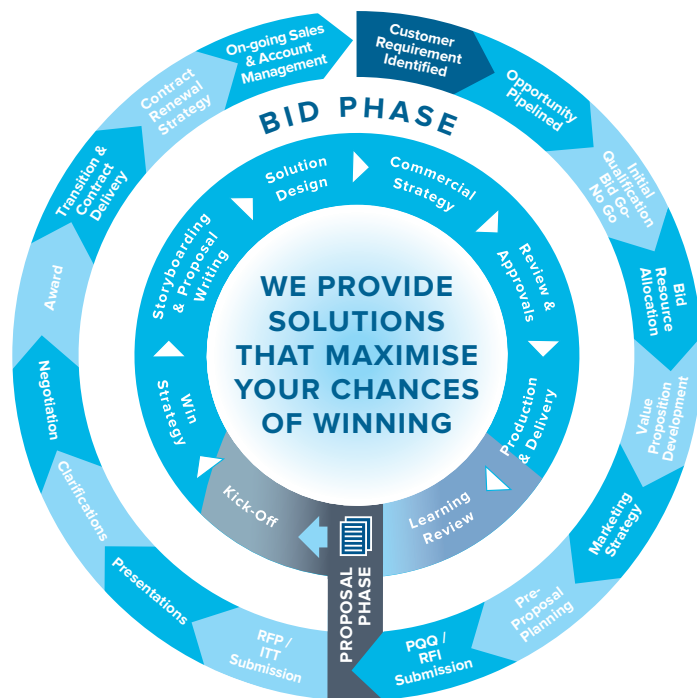 Customer
Requirement
Identified
Opportunity
Pipelined
Initial
Qualification
Bid Go-
No Go
Bid
Resource
Allocation
Value
Proposition
Development
Marketing
Strategy
Pre-
Proposal
Planning
PQQ /
RFI
Submission
PROPOSAL
PHASE
RFP /
ITT
Submission
Presentations
Clarifications
Negotiation
Award
Transition &
Contract
Delivery
Contract
Renewal
Strategy
On-going Sales
& Account
Management
BID PHASE
Kick-Off
Win
Strategy
Storyboarding
& Proposal
Writing
Solution
Design
Commercial
Strategy
Review &
Approvals
Production
& Delivery
Learning
Review
WE PROVIDE
SOLUTIONS
THAT MAXIMISE
YOUR CHANCES
OF WINNING